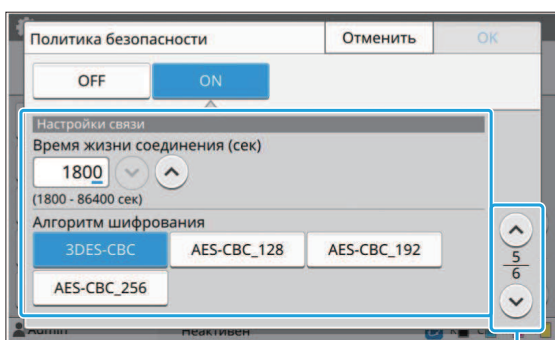 Политика безопасности
Отменить
OK
OFF
ON
Настройки связи
Время жизни соединения (сек)
1800
(1800 - 86400 сек)
Алгоритм шифрования
3DES-CBC
AES-CBC_128
AES-CBC_192
AES-CBC_256
5
6
Admin
Неактивен